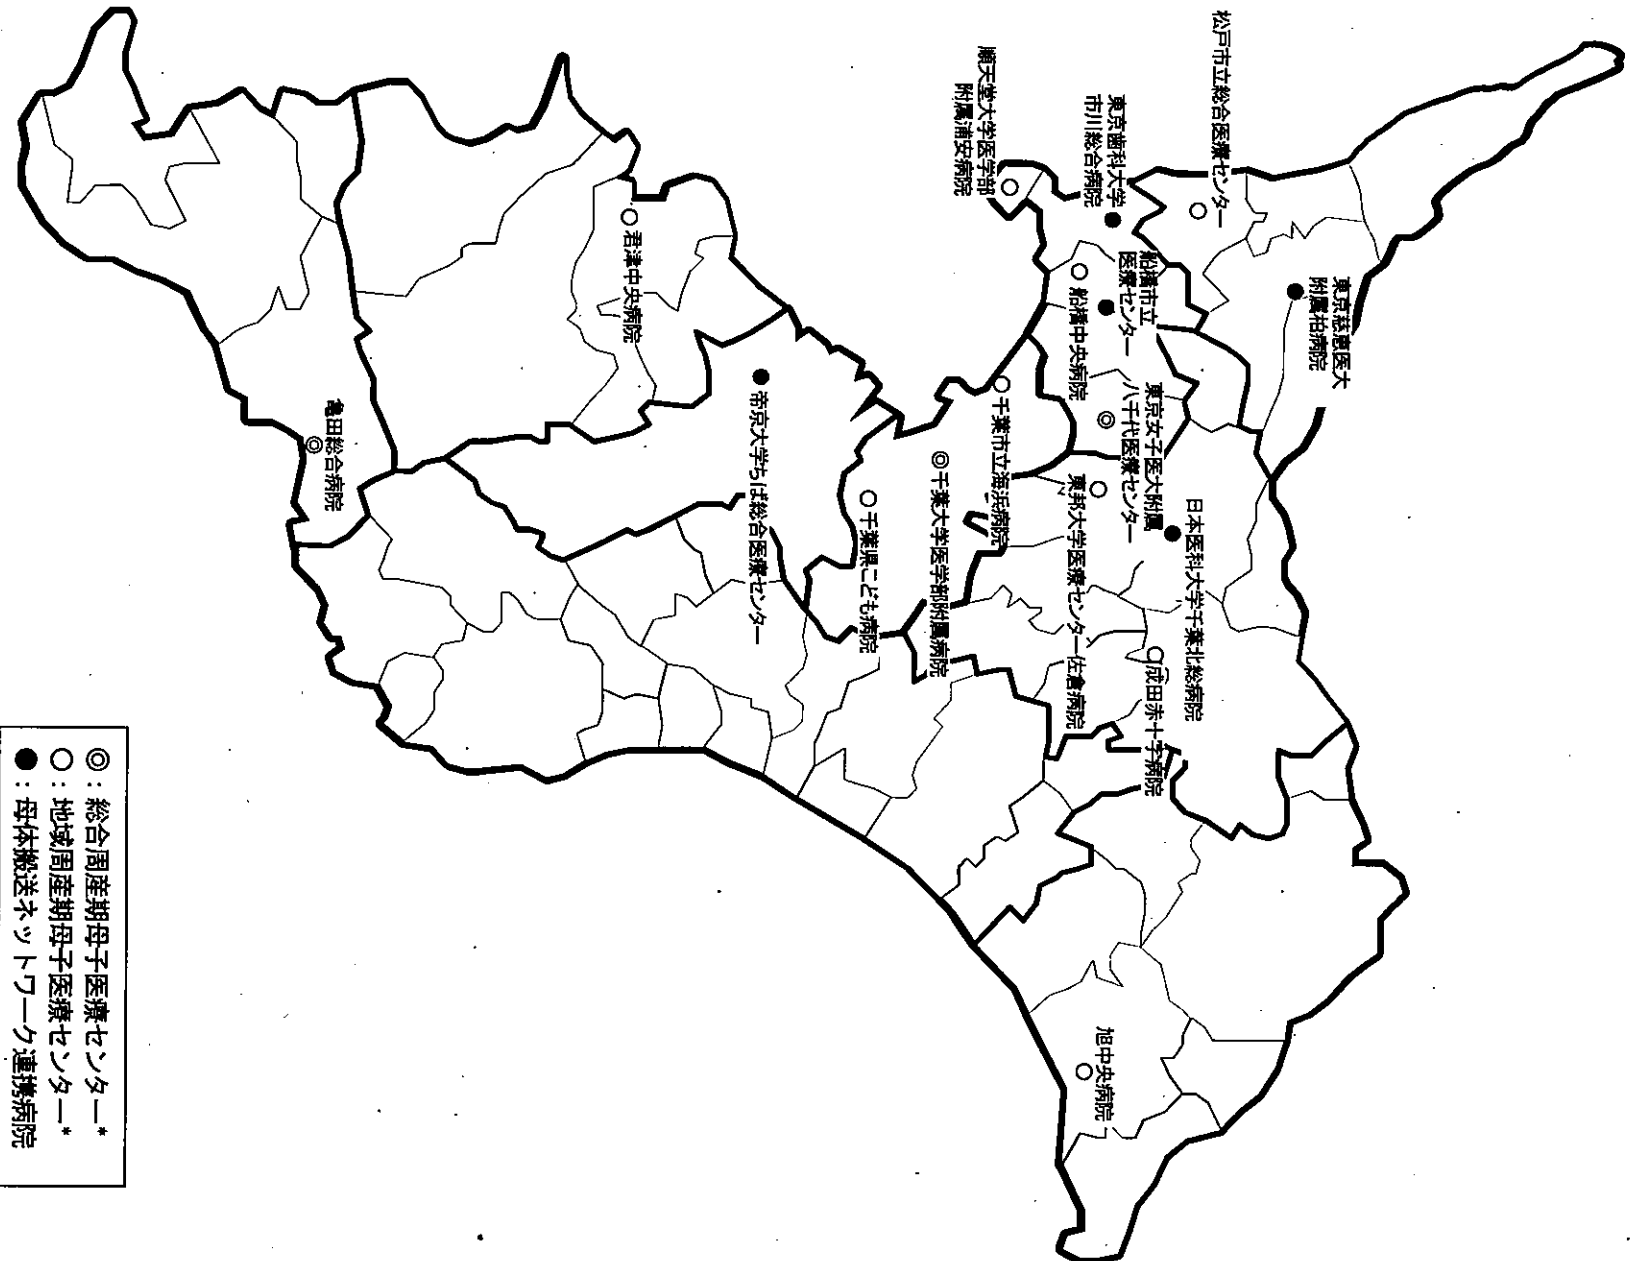 松戸市立総合医療センター
東京慈恵医大
附属柏病院
東京歯科大学
市川総合病院
順天堂大学医学部
附属浦安病院
船橋市立
医療センター
船橋中央病院
東京女子医大附属
八千代医療センター
日本医科大学千葉北総病院
東邦大学医療センター佐倉病院
成田赤十字病院
旭中央病院
千葉市立海浜病院
千葉大学医学部附属病院
千葉県こども病院
帝京大学ちば総合医療センター
君津中央病院
亀田総合病院
◎：総合周産期母子医療センター*
○：地域周産期母子医療センター*
●：母体搬送ネットワーク連携病院